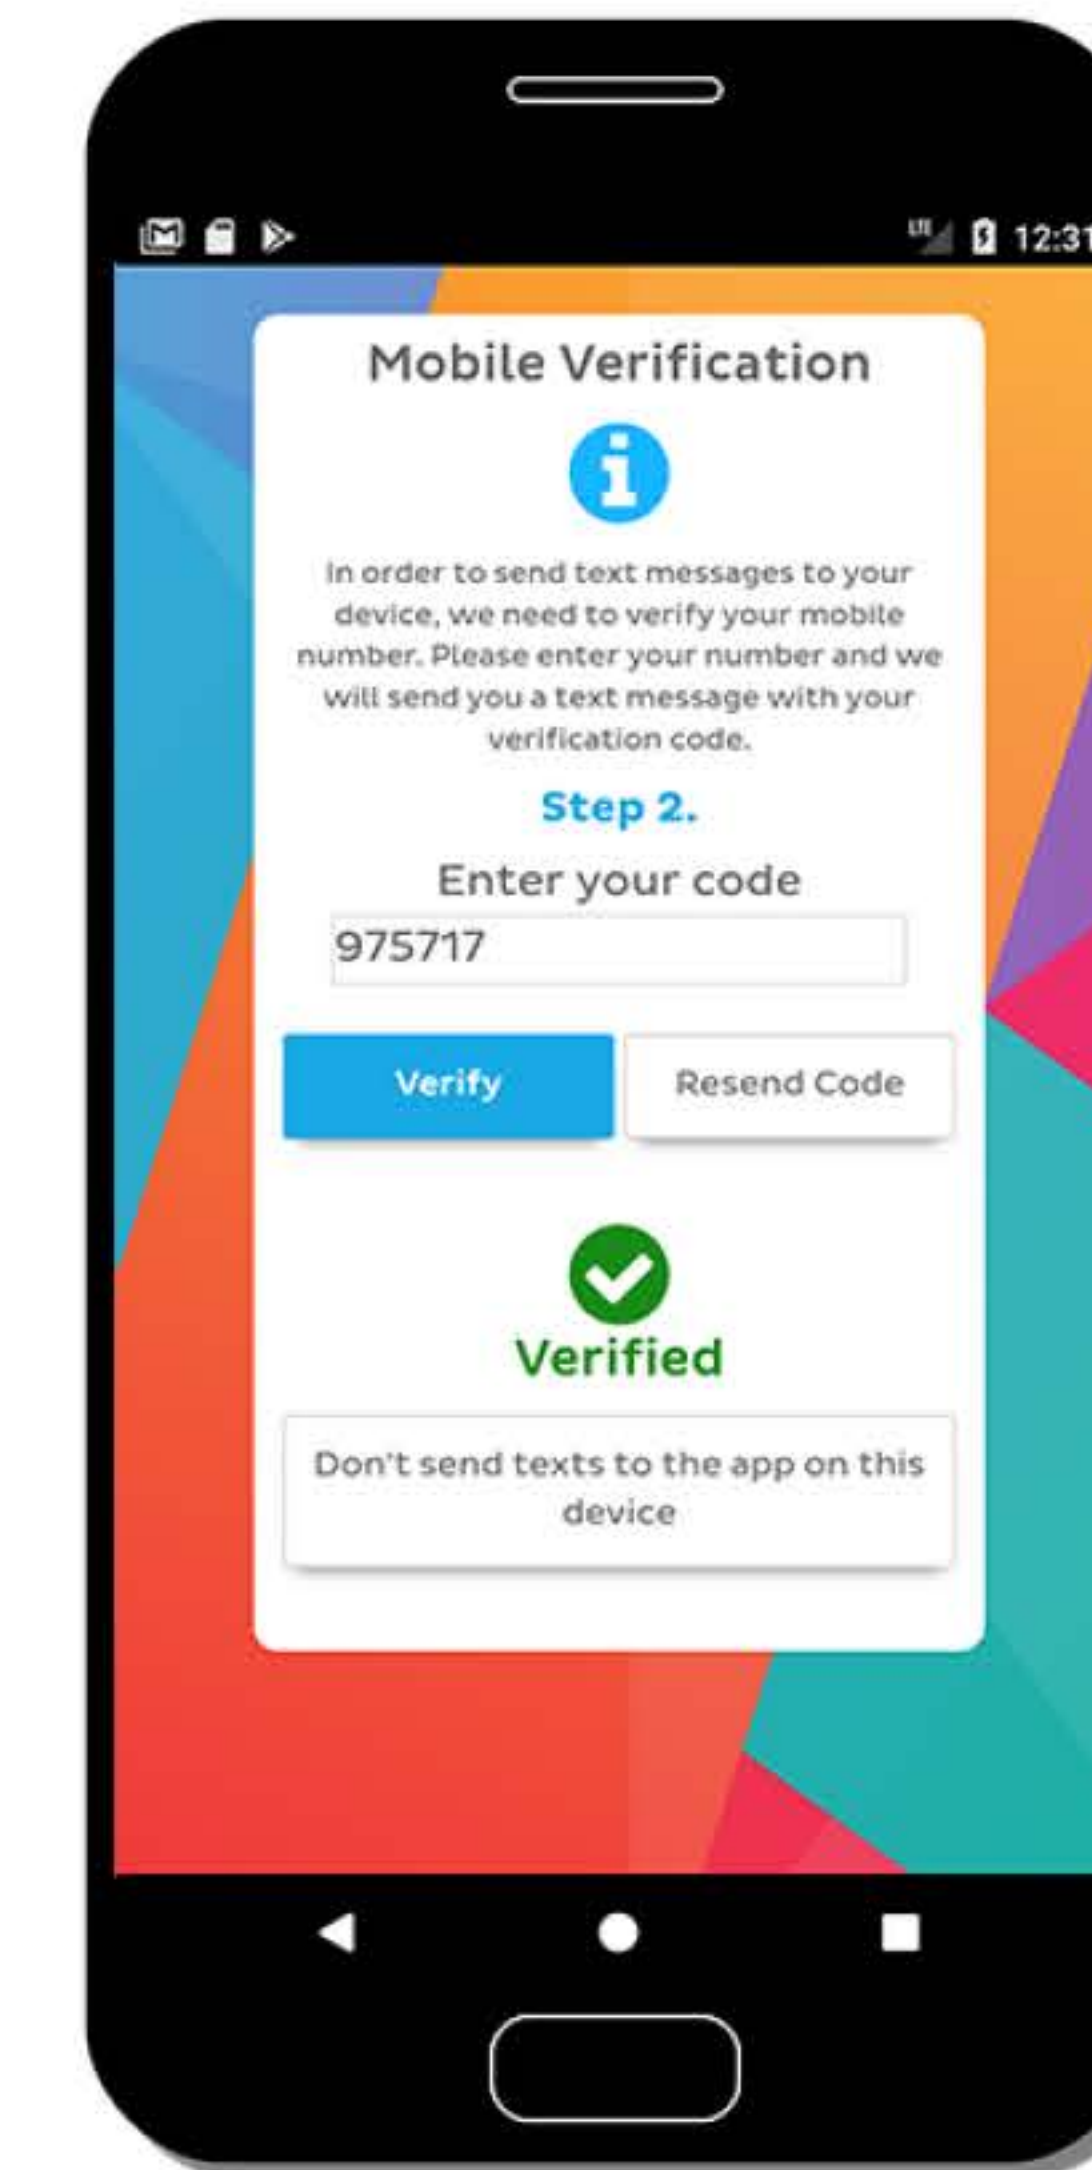 LTE 12:31
Mobile Verification
In order to send text messages to your
device, we need to verify your mobile
number. Please enter your number and we
will send you a text message with your
verification code.
Step 2.
Enter your code
975717
Verify Resend Code
Verified
Don't send texts to the app on this
device